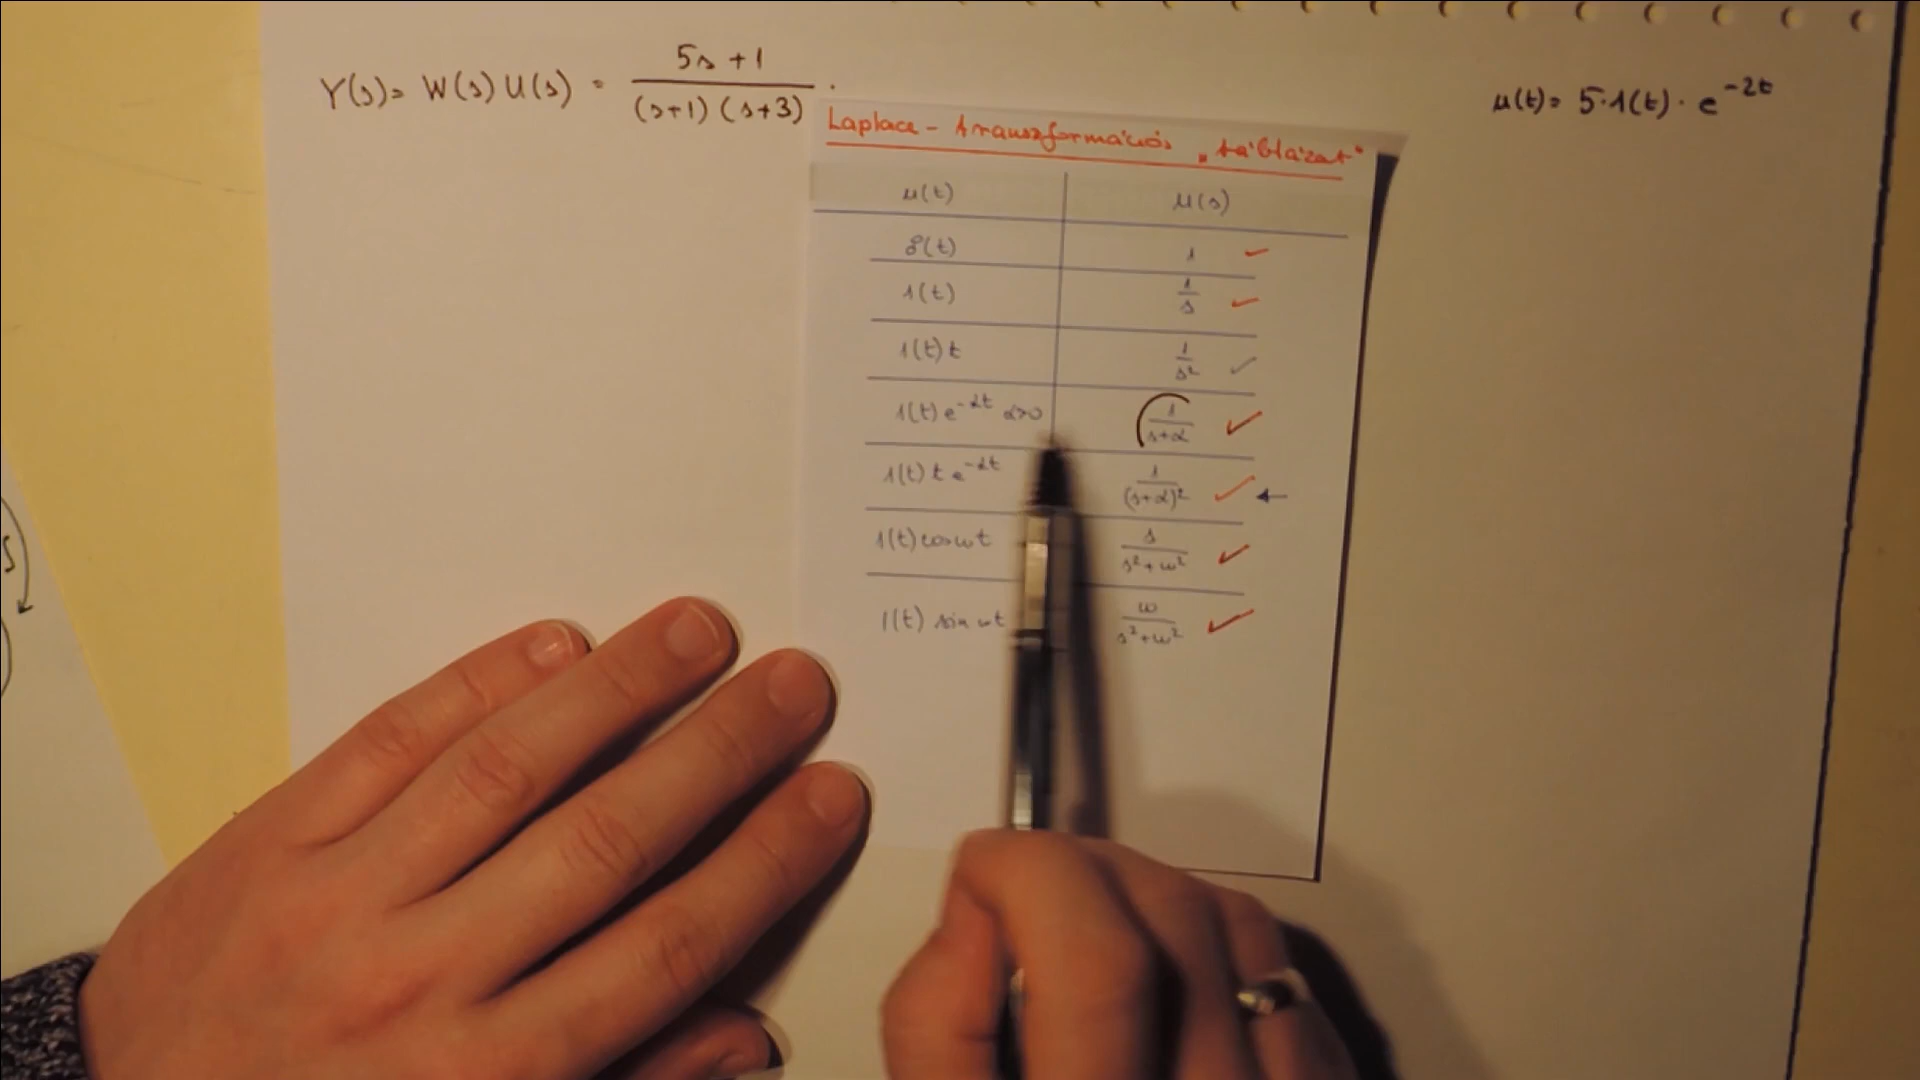 Y(s) = W(s) U(s) = (5s+1)/((s+1)(s+3)) ·
u(t) = 5·1(t)·e^-2t
Laplace-transzformációs „táblázat"
u(t) U(s)
δ(t) 1
1(t) 1/s
1(t) t 1/s²
1(t) e^-αt α>0 1/(s+α)
1(t) t e^-αt 1/(s+α)² ←
1(t) cos ωt s/(s²+ω²)
1(t) sin ωt ω/(s²+ω²)